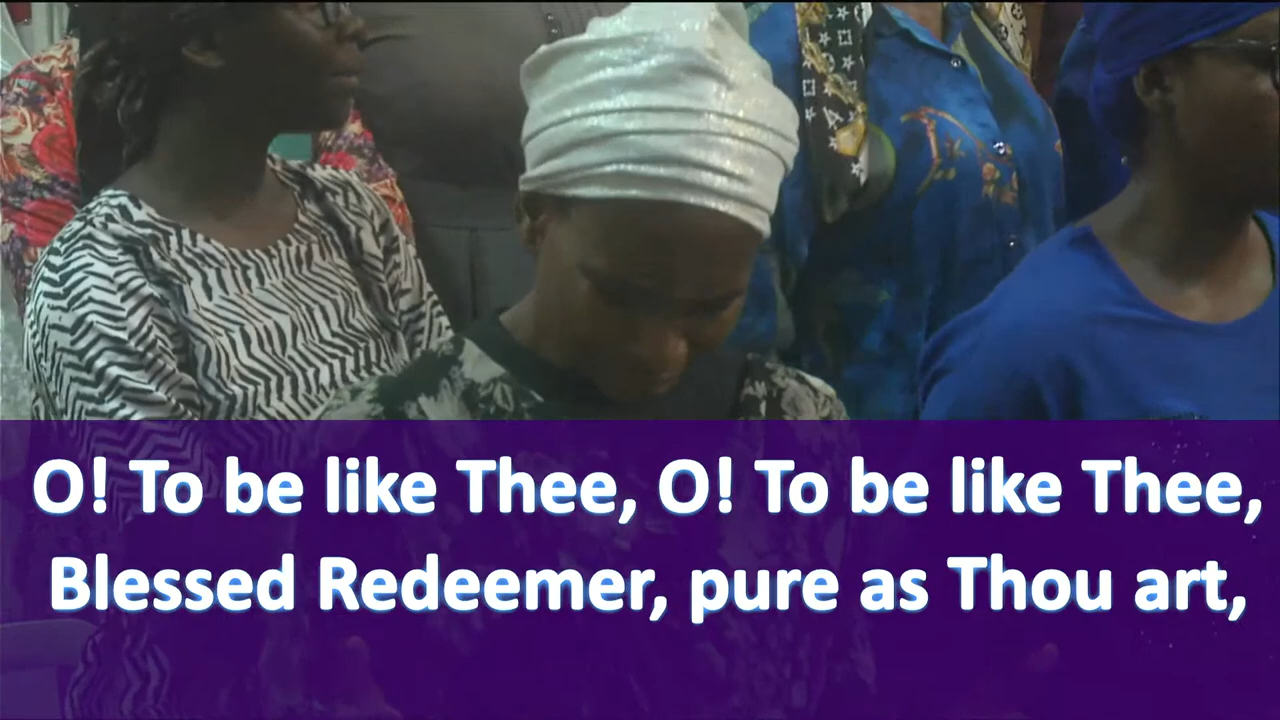 O! To be like Thee, O! To be like Thee,
Blessed Redeemer, pure as Thou art,